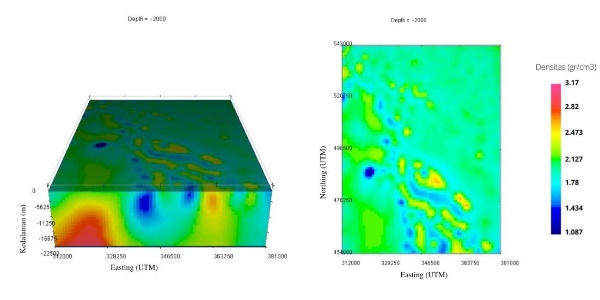 Depth = -2000
0
-5625
-11250
-16875
-22500
Kedalaman (m)
312000 329250 346500 363750 381000
Easting (UTM)
Depth = -2000
543000
520750
498500
476250
454000
Northing (UTM)
312000 329250 346500 363750 381000
Easting (UTM)
Densitas (gr/cm3)
3.17
2.82
2.473
2.127
1.78
1.434
1.087